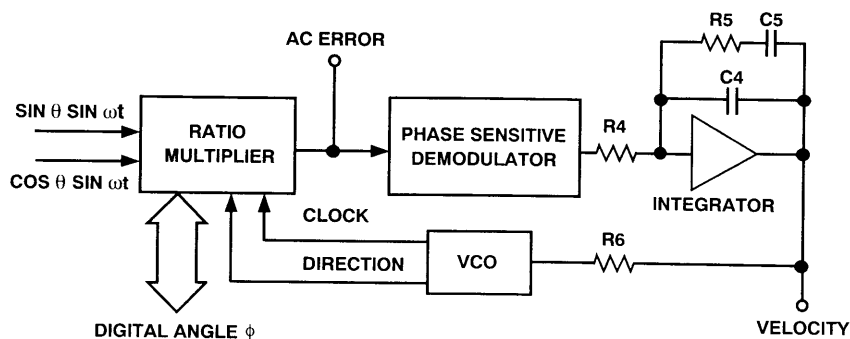 R5
C5
AC ERROR
C4
SIN θ SIN ωt
RATIO
MULTIPLIER
PHASE SENSITIVE
DEMODULATOR
R4
COS θ SIN ωt
INTEGRATOR
CLOCK
DIRECTION
VCO
R6
DIGITAL ANGLE ϕ
VELOCITY